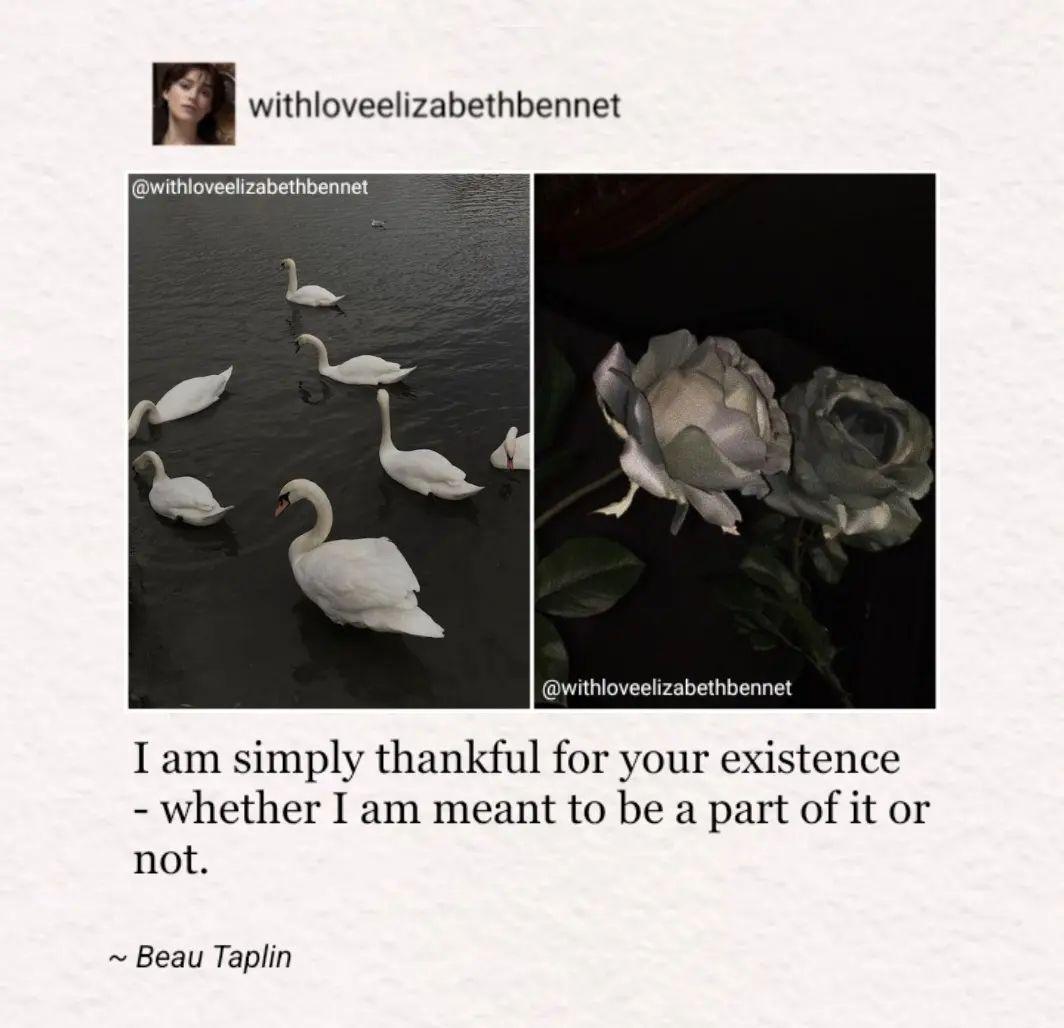 withloveelizabethbennet
@withloveelizabethbennet
@withloveelizabethbennet
I am simply thankful for your existence
- whether I am meant to be a part of it or
not.
~ Beau Taplin